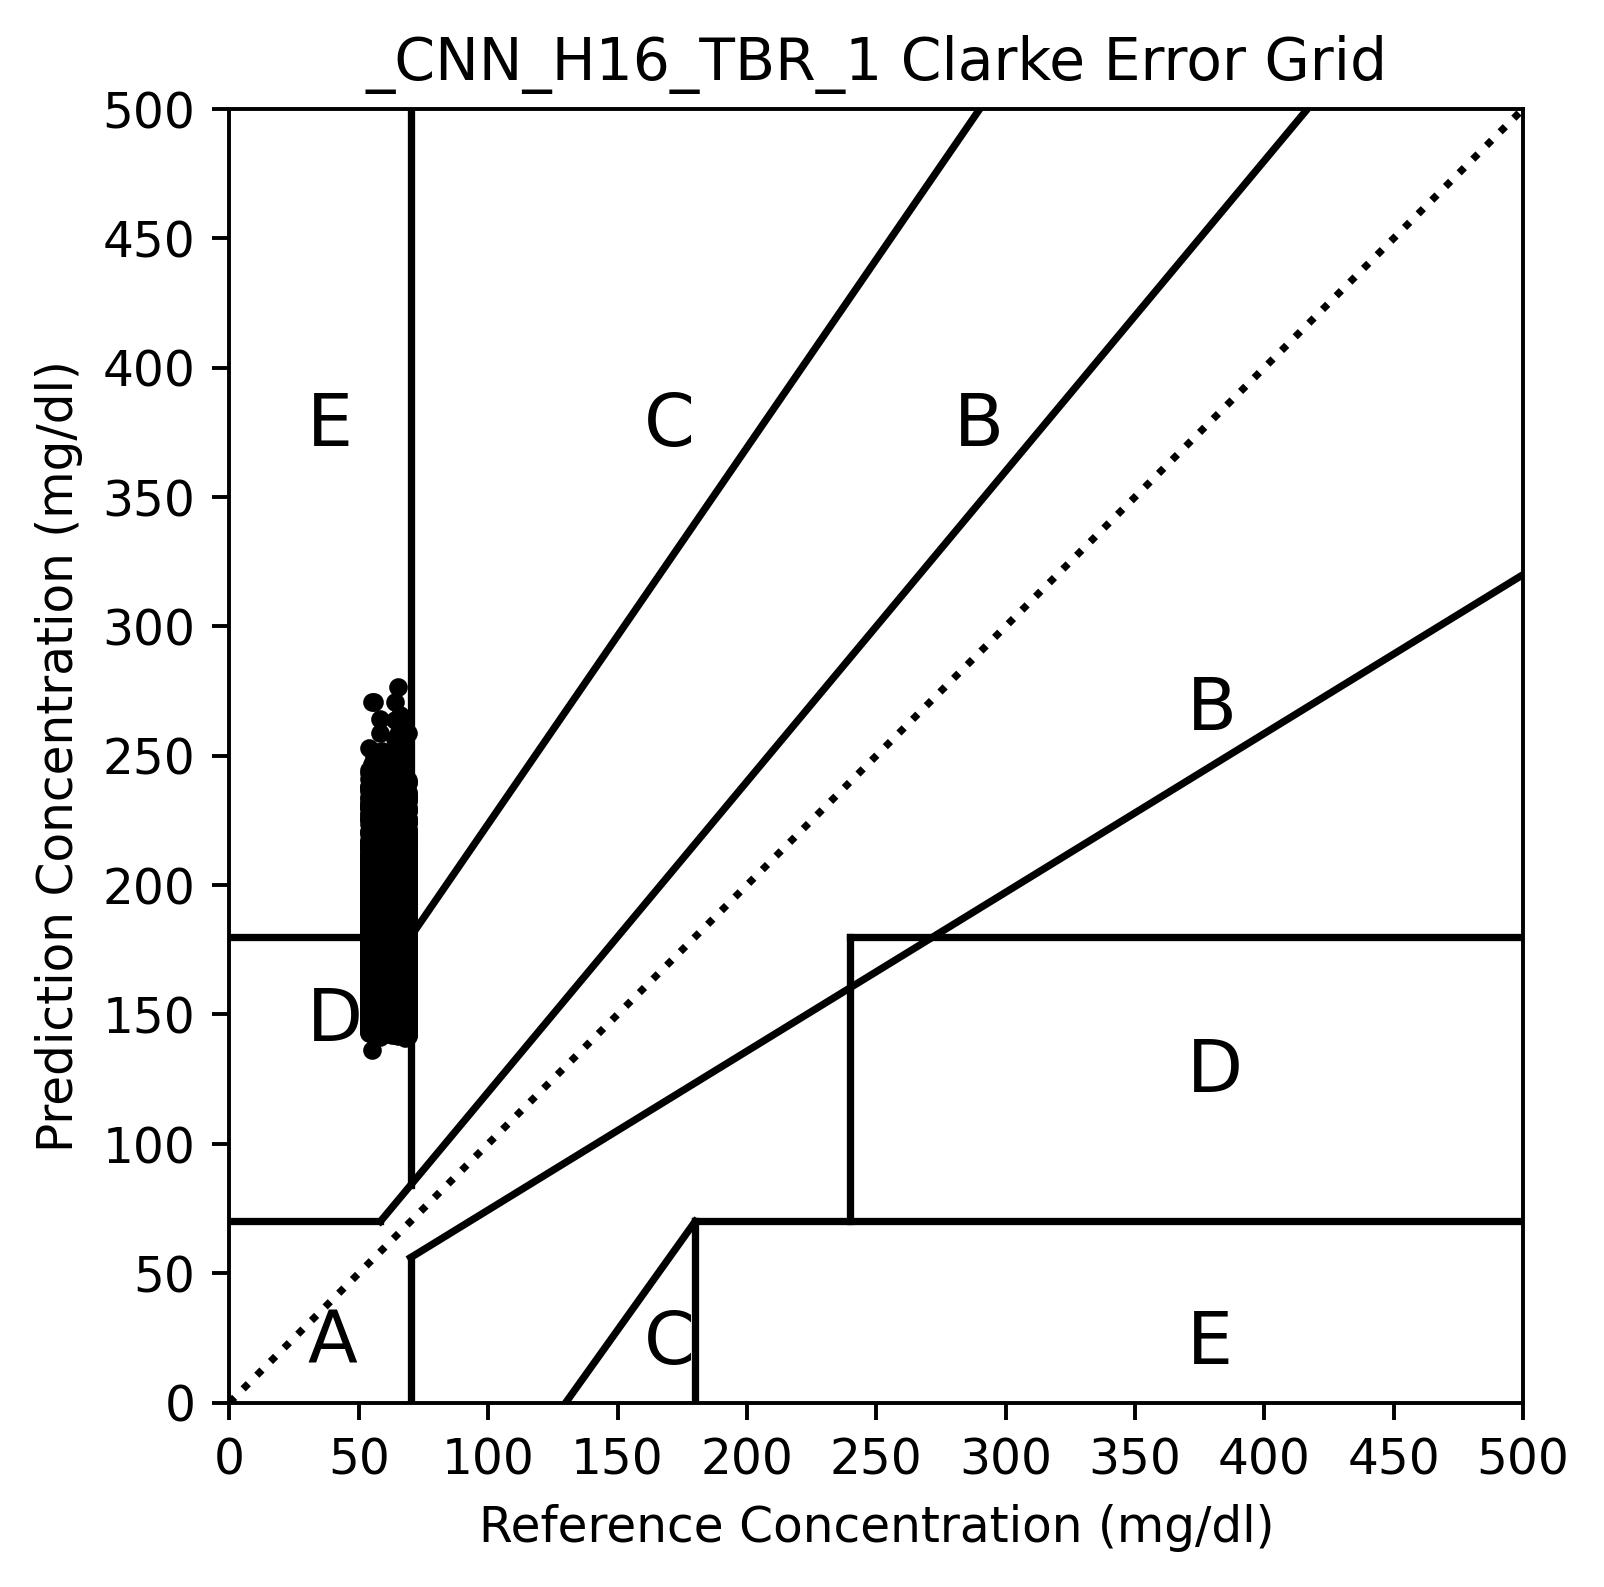 _CNN_H16_TBR_1 Clarke Error Grid
500
450
400
350
300
250
200
150
100
50
0
Prediction Concentration (mg/dl)
E
C
B
B
D
D
A
C
E
0 50 100 150 200 250 300 350 400 450 500
Reference Concentration (mg/dl)